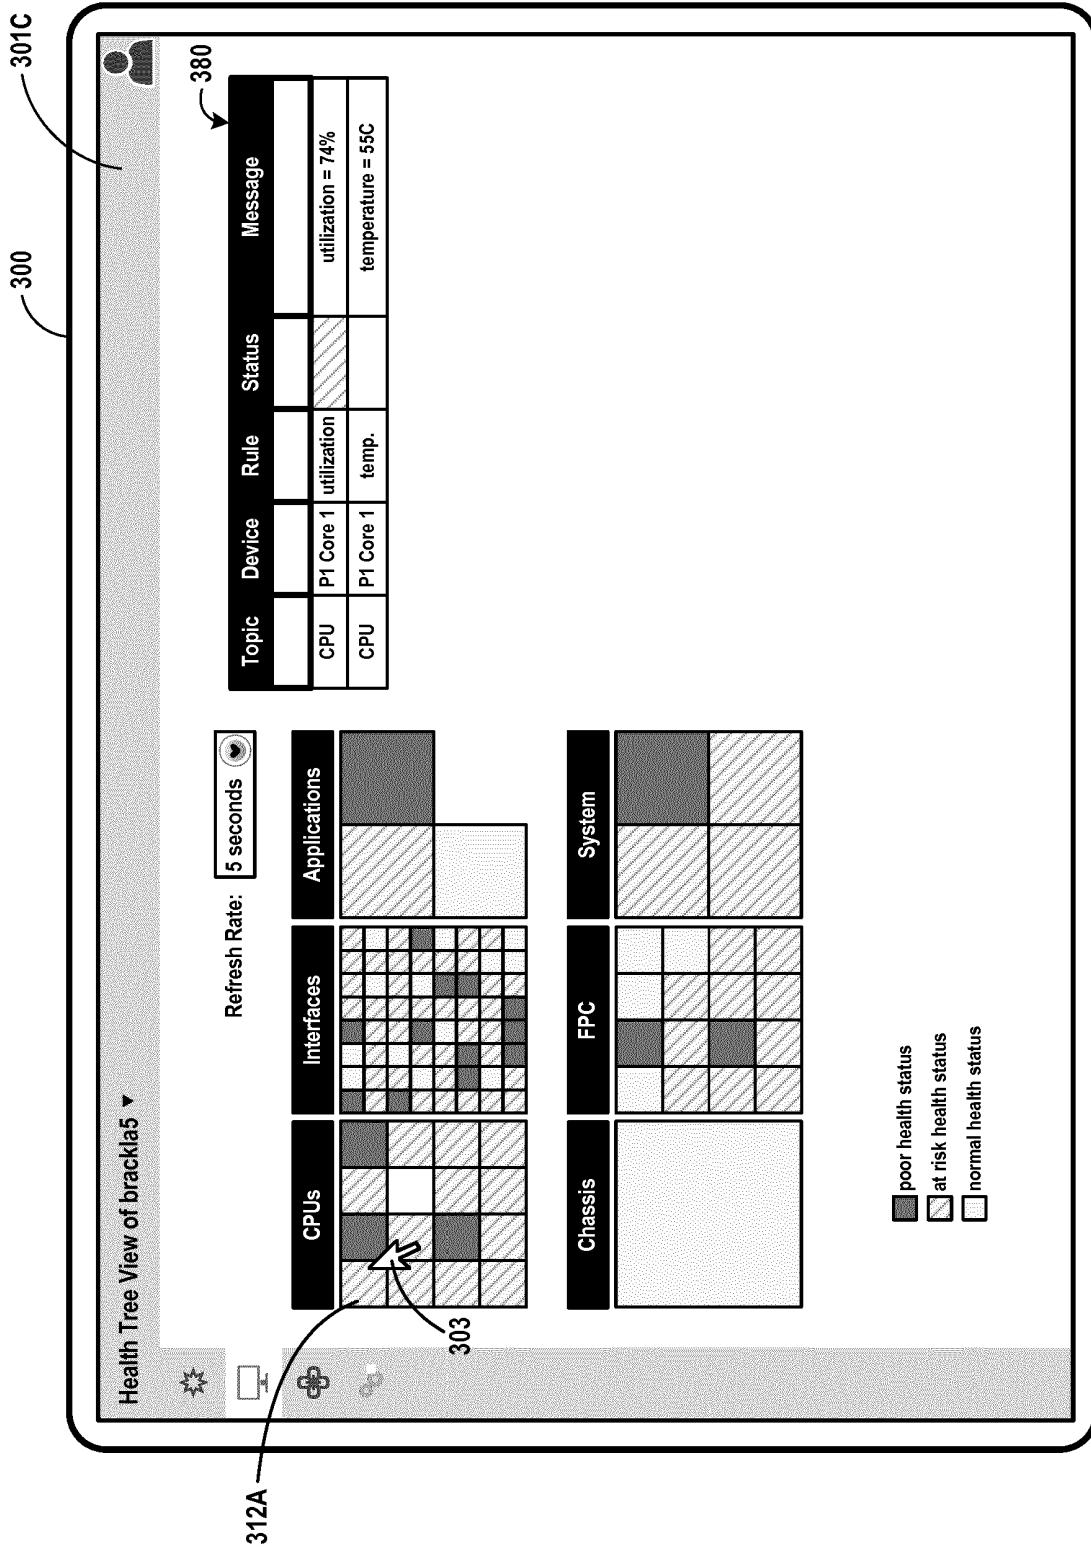 300
301C
Health Tree View of brackla5 ▼
Refresh Rate: 5 seconds
380
Topic Device Rule Status Message
CPU P1 Core 1 utilization utilization = 74%
CPU P1 Core 1 temp. temperature = 55C
CPUs Interfaces Applications
312A
303
Chassis FPC System
poor health status
at risk health status
normal health status